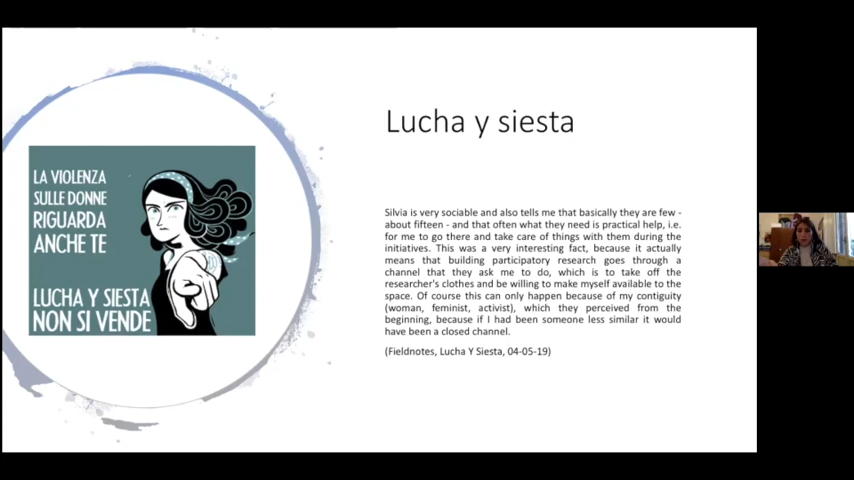 Lucha y siesta
LA VIOLENZA
SULLE DONNE
RIGUARDA
ANCHE TE
LUCHA Y SIESTA
NON SI VENDE
Silvia is very sociable and also tells me that basically they are few -
about fifteen - and that often what they need is practical help, i.e.
for me to go there and take care of things with them during the
initiatives. This was a very interesting fact, because it actually
means that building participatory research goes through a
channel that they ask me to do, which is to take off the
researcher's clothes and be willing to make myself available to the
space. Of course this can only happen because of my contiguity
(woman, feminist, activist), which they perceived from the
beginning, because if I had been someone less similar it would
have been a closed channel.
(Fieldnotes, Lucha Y Siesta, 04-05-19)